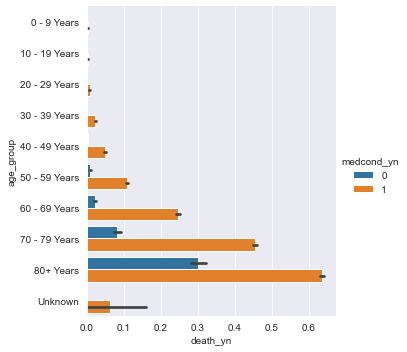 0 - 9 Years
10 - 19 Years
20 - 29 Years
30 - 39 Years
40 - 49 Years
50 - 59 Years
60 - 69 Years
70 - 79 Years
80+ Years
Unknown
age_group
0.0 0.1 0.2 0.3 0.4 0.5 0.6
death_yn
medcond_yn
0
1